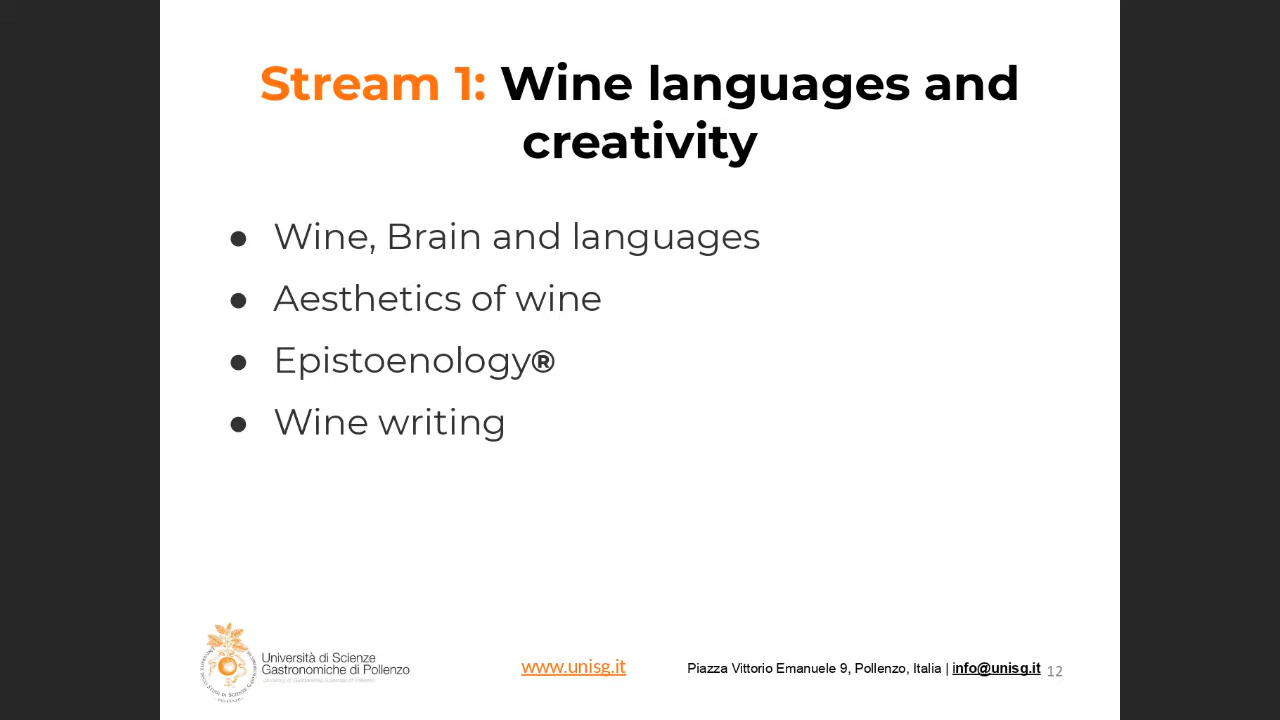 Stream 1: Wine languages and
creativity
● Wine, Brain and languages
● Aesthetics of wine
● Epistoenology®
● Wine writing
Università di Scienze
Gastronomiche di Pollenzo
www.unisg.it
Piazza Vittorio Emanuele 9, Pollenzo, Italia | info@unisg.it 12